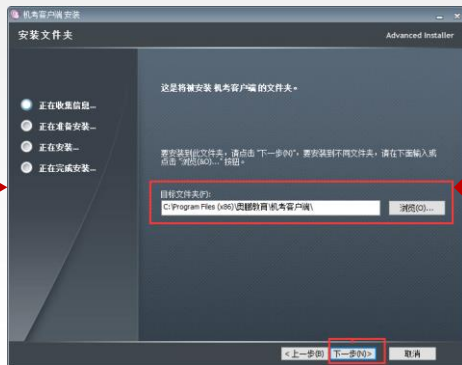 机考客户端 安装
安装文件夹
Advanced Installer
这是将被安装 机考客户端 的文件夹。
正在收集信息...
正在准备安装...
正在安装...
正在完成安装...
要安装到此文件夹，请点击 "下一步(N)"。要安装到不同文件夹，请在下面输入或
点击 "浏览(&O)..." 按钮。
目标文件夹(F):
C:\Program Files (x86)\奥鹏教育\机考客户端\
浏览(O)...
<上一步(B)
下一步(N)>
取消